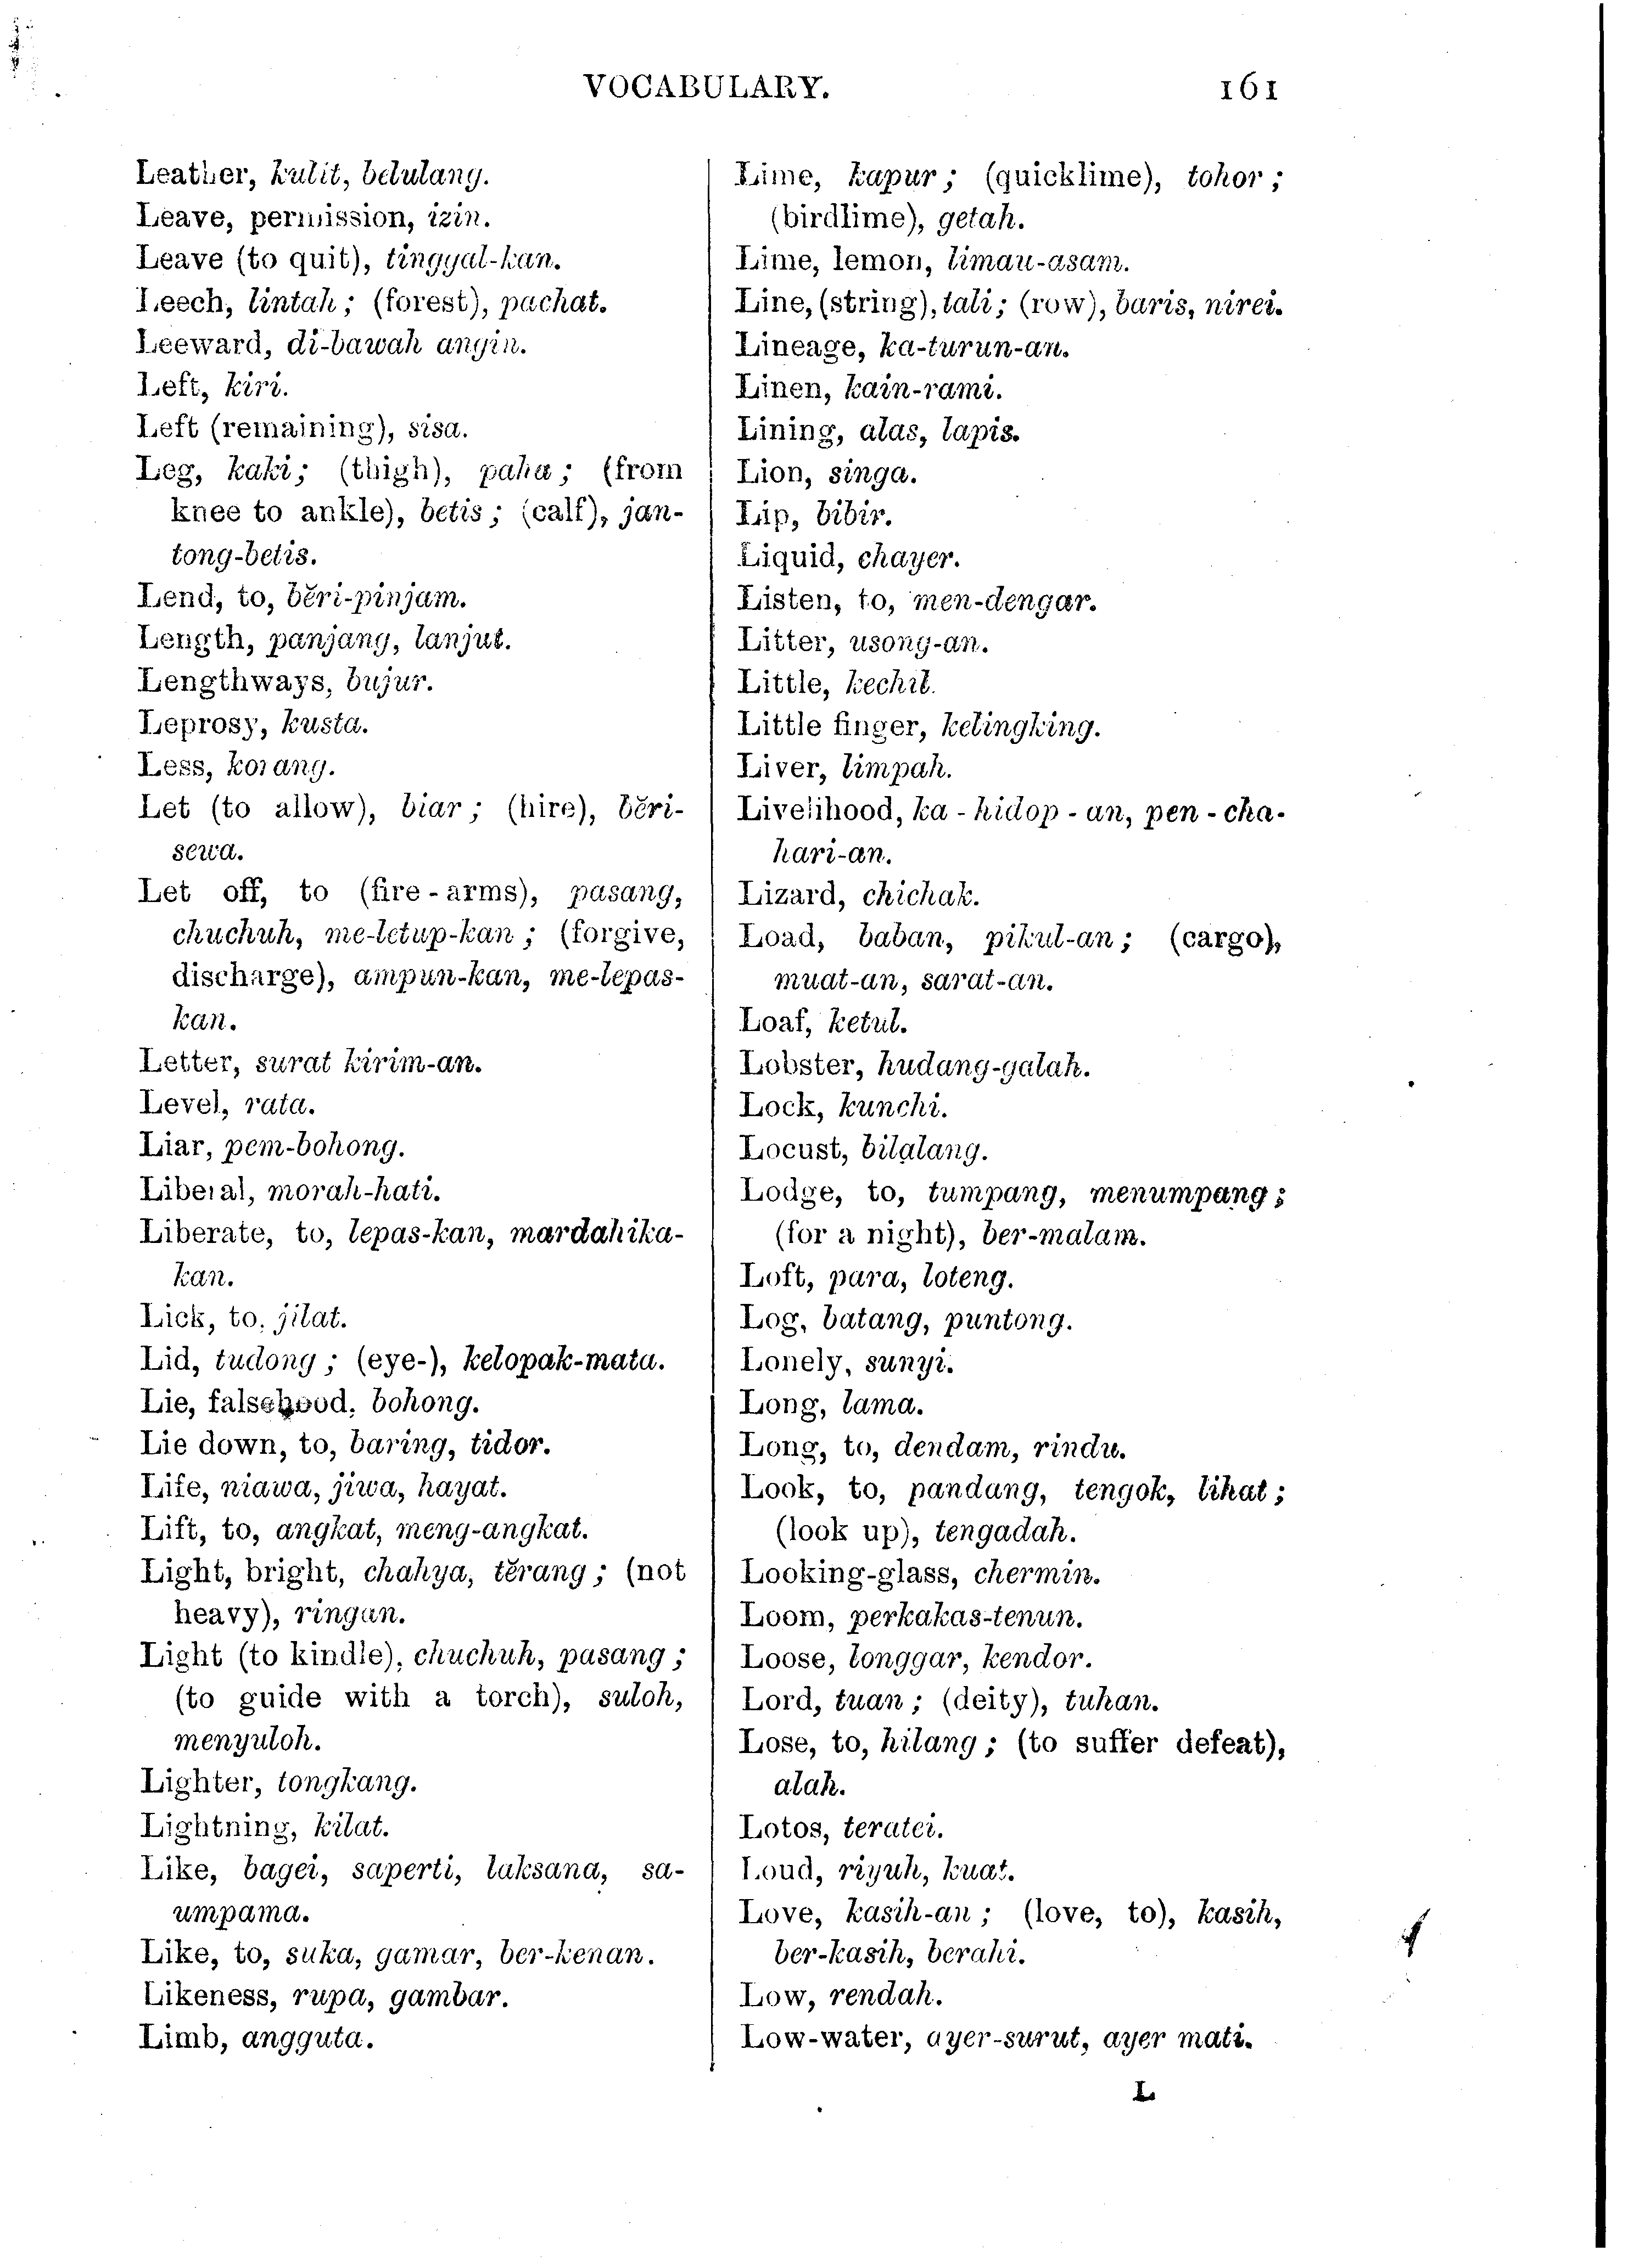 VOCABULARY. 161
Leather, kulit, belulang.
Leave, permission, izin.
Leave (to quit), tinggal-kan.
Leech, lintah; (forest), pachat.
Leeward, di-bawah angin.
Left, kiri.
Left (remaining), sisa.
Leg, kaki; (thigh), paha; (from
knee to ankle), betis; (calf), jan-
tong-betis.
Lend, to, bĕri-pinjam.
Length, panjang, lanjut.
Lengthways, bujur.
Leprosy, kusta.
Less, korang.
Let (to allow), biar; (hire), bĕri-
sewa.
Let off, to (fire-arms), pasang,
chuchuh, me-letup-kan; (forgive,
discharge), ampun-kan, me-lepas-
kan.
Letter, surat kirim-an.
Level, rata.
Liar, pem-bohong.
Liberal, morah-hati.
Liberate, to, lepas-kan, mardahika-
kan.
Lick, to, jilat.
Lid, tudong; (eye-), kelopak-mata.
Lie, falsehood, bohong.
Lie down, to, baring, tidor.
Life, niawa, jiwa, hayat.
Lift, to, angkat, meng-angkat.
Light, bright, chahya, tĕrang; (not
heavy), ringan.
Light (to kindle), chuchuh, pasang;
(to guide with a torch), suloh,
menyuloh.
Lighter, tongkang.
Lightning, kilat.
Like, bagei, saperti, laksana, sa-
umpama.
Like, to, suka, gamar, ber-kenan.
Likeness, rupa, gambar.
Limb, angguta.
Lime, kapur; (quicklime), tohor;
(birdlime), getah.
Lime, lemon, limau-asam.
Line, (string), tali; (row), baris, nirei.
Lineage, ka-turun-an.
Linen, kain-rami.
Lining, alas, lapis.
Lion, singa.
Lip, bibir.
Liquid, chayer.
Listen, to, men-dengar.
Litter, usong-an.
Little, kechil.
Little finger, kelingking.
Liver, limpah.
Livelihood, ka-hidop-an, pen-cha-
hari-an.
Lizard, chichak.
Load, baban, pikul-an; (cargo),
muat-an, sarat-an.
Loaf, ketul.
Lobster, hudang-galah.
Lock, kunchi.
Locust, bilalang.
Lodge, to, tumpang, menumpang;
(for a night), ber-malam.
Loft, para, loteng.
Log, batang, puntong.
Lonely, sunyi.
Long, lama.
Long, to, dendam, rindu.
Look, to, pandang, tengok, lihat;
(look up), tengadah.
Looking-glass, chermin.
Loom, perkakas-tenun.
Loose, longgar, kendor.
Lord, tuan; (deity), tuhan.
Lose, to, hilang; (to suffer defeat),
alah.
Lotos, teratei.
Loud, riyuh, kuat.
Love, kasih-an; (love, to), kasih,
ber-kasih, berahi.
Low, rendah.
Low-water, ayer-surut, ayer mati.
L